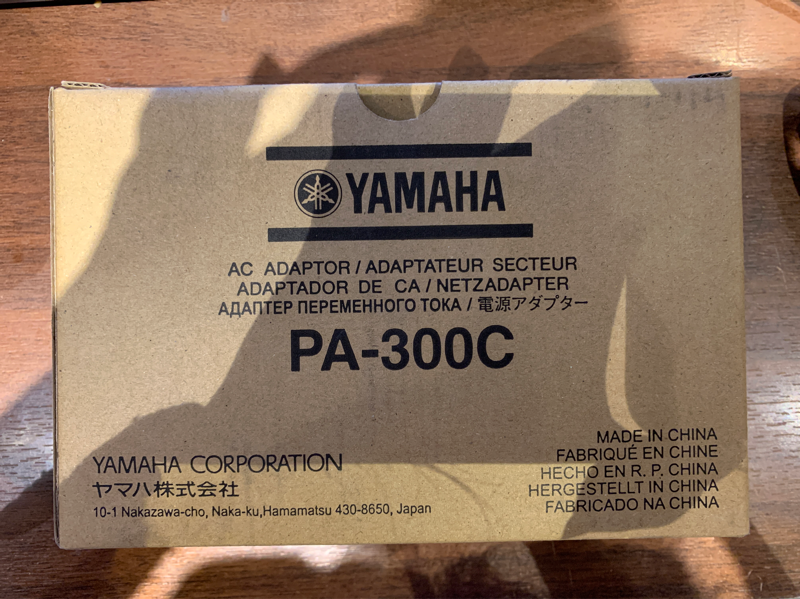 YAMAHA
AC ADAPTOR / ADAPTATEUR SECTEUR
ADAPTADOR DE CA / NETZADAPTER
АДАПТЕР ПЕРЕМЕННОГО ТОКА / 電源アダプター
PA-300C
YAMAHA CORPORATION
ヤマハ株式会社
10-1 Nakazawa-cho, Naka-ku,Hamamatsu 430-8650, Japan
MADE IN CHINA
FABRIQUÉ EN CHINE
HECHO EN R. P. CHINA
HERGESTELLT IN CHINA
FABRICADO NA CHINA